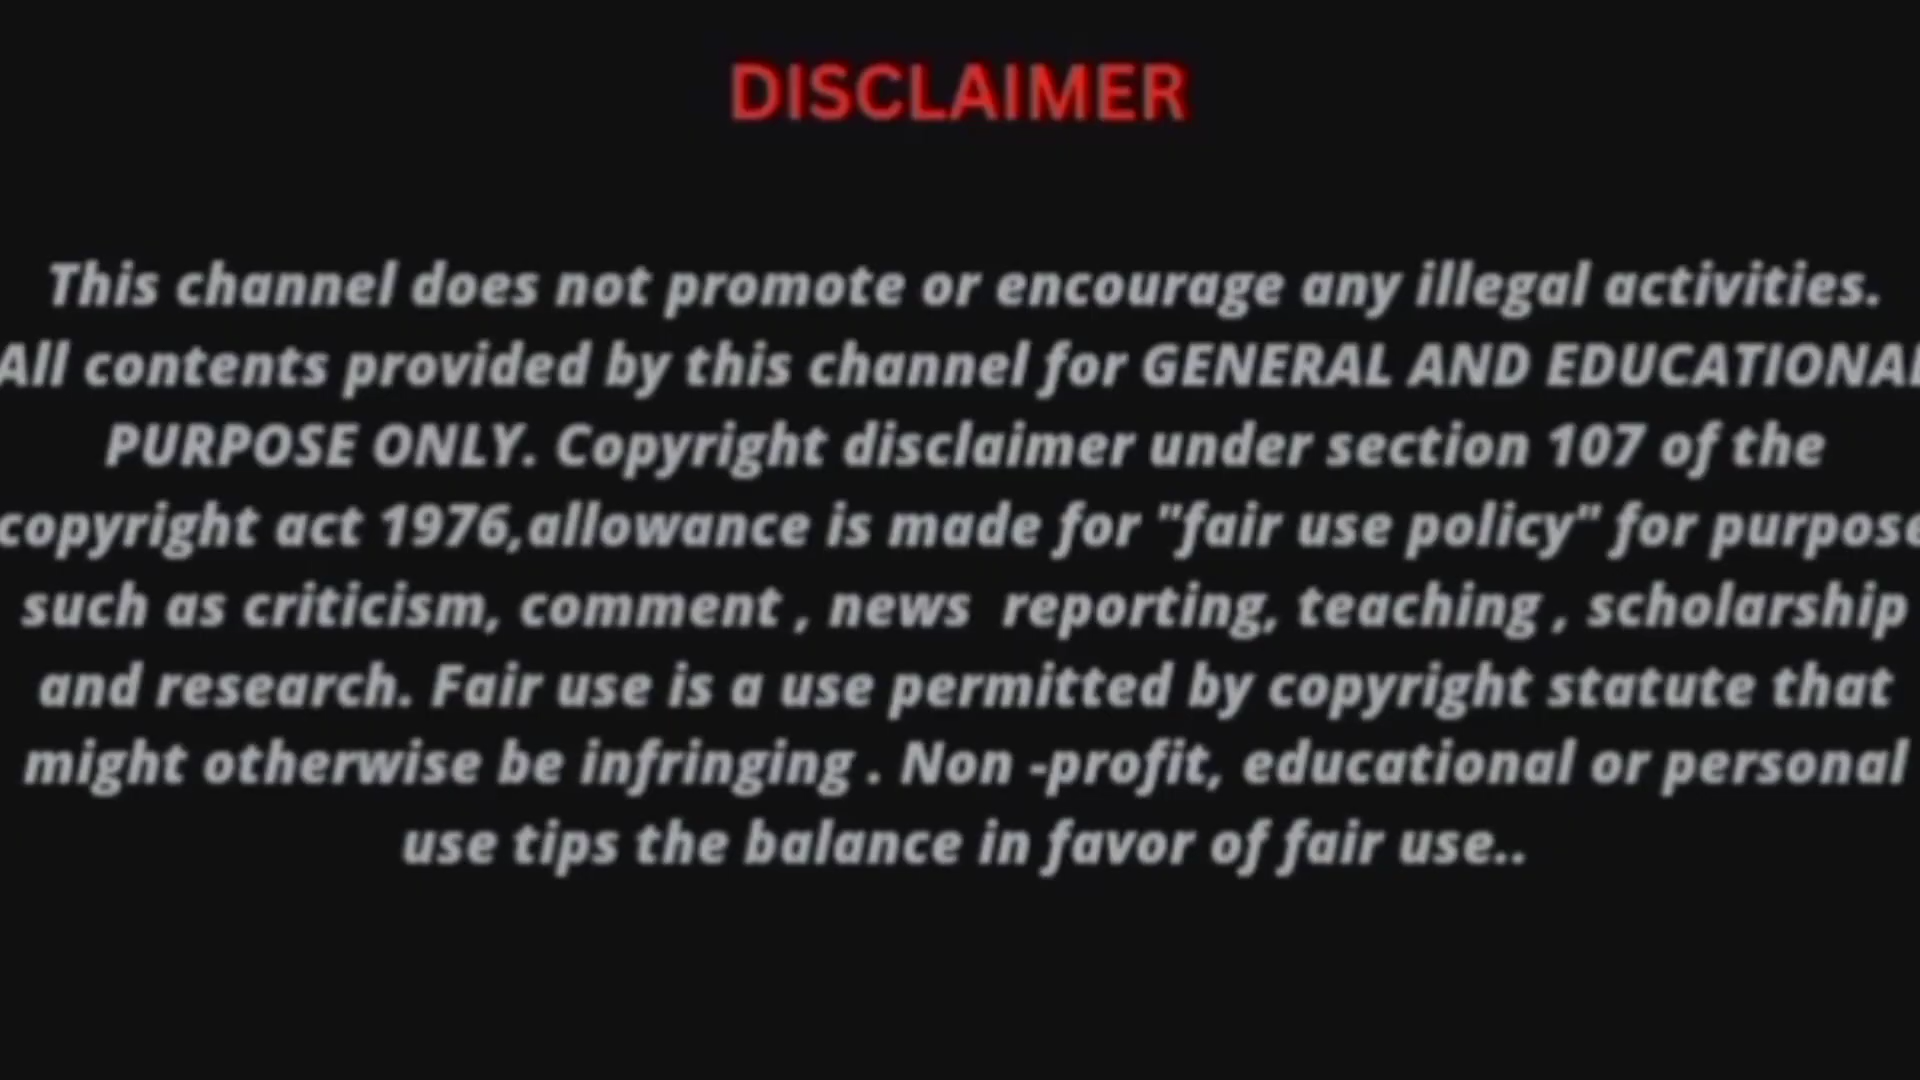 DISCLAIMER
This channel does not promote or encourage any illegal activities.
All contents provided by this channel for GENERAL AND EDUCATIONAL
PURPOSE ONLY. Copyright disclaimer under section 107 of the
copyright act 1976,allowance is made for "fair use policy" for purpose
such as criticism, comment , news  reporting, teaching , scholarship
and research. Fair use is a use permitted by copyright statute that
might otherwise be infringing . Non -profit, educational or personal
use tips the balance in favor of fair use..